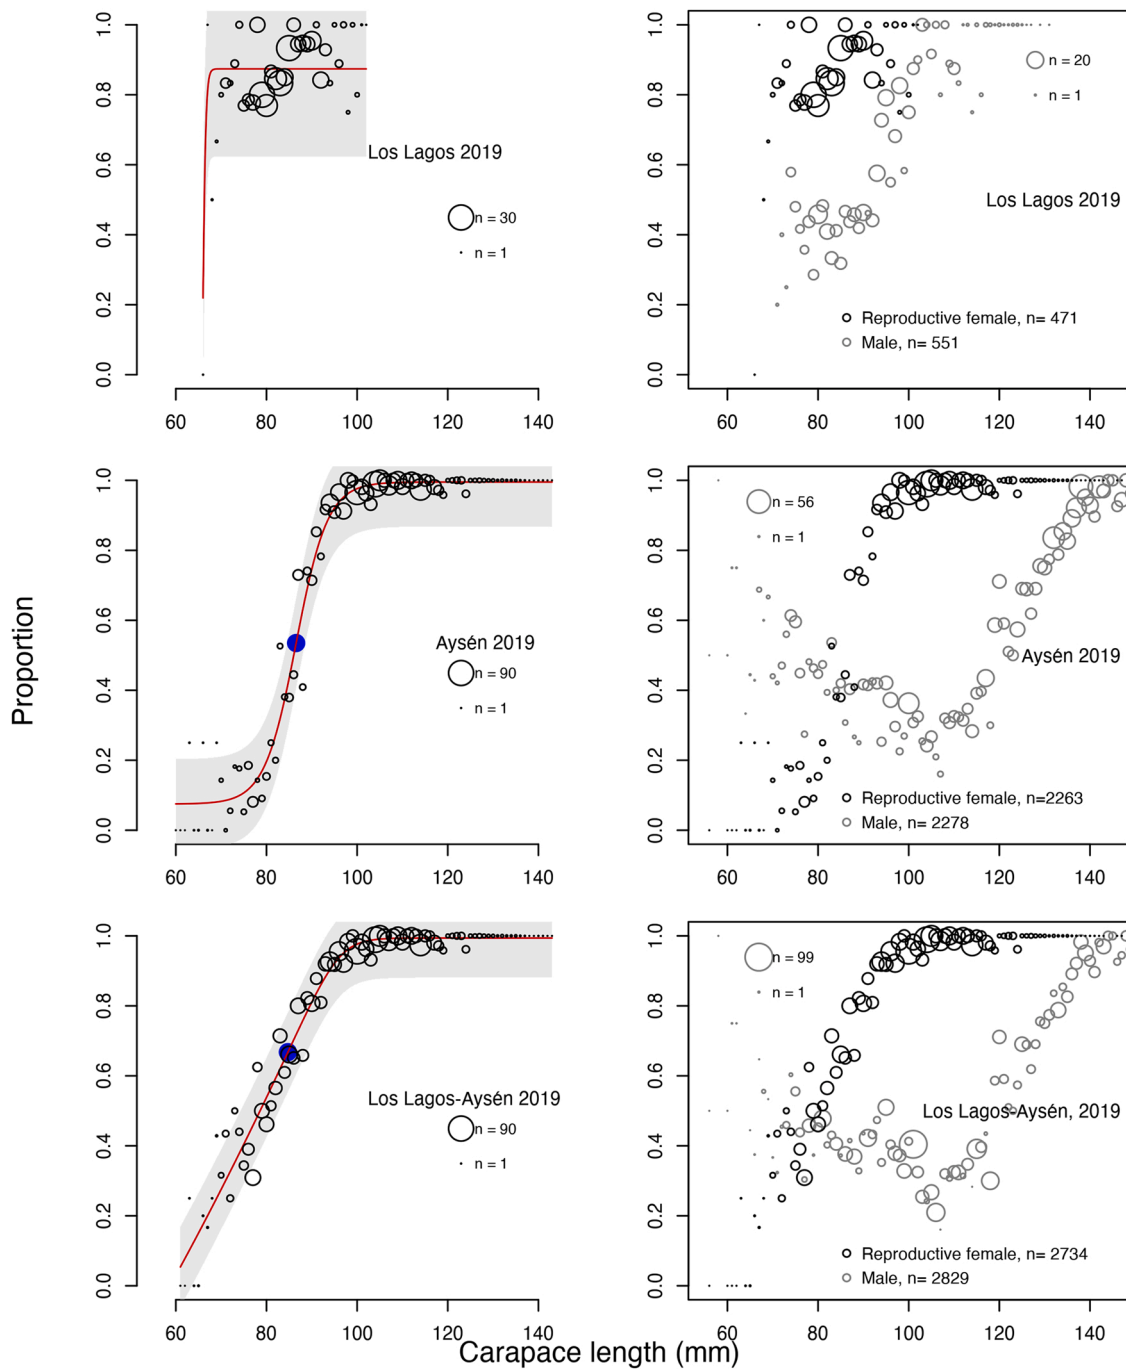 0.0 0.2 0.4 0.6 0.8 1.0
Los Lagos 2019
n = 30
n = 1
60 80 100 120 140
0.0 0.2 0.4 0.6 0.8 1.0
n = 20
n = 1
Los Lagos 2019
Reproductive female, n= 471
Male, n= 551
60 80 100 120 140
Proportion
0.0 0.2 0.4 0.6 0.8 1.0
Aysén 2019
n = 90
n = 1
60 80 100 120 140
0.0 0.2 0.4 0.6 0.8 1.0
n = 56
n = 1
Aysén 2019
Reproductive female, n=2263
Male, n= 2278
60 80 100 120 140
0.0 0.2 0.4 0.6 0.8 1.0
Los Lagos-Aysén 2019
n = 90
n = 1
60 80 100 120 140
0.0 0.2 0.4 0.6 0.8 1.0
n = 99
n = 1
Los Lagos-Aysén, 2019
Reproductive female, n= 2734
Male, n= 2829
60 80 100 120 140
Carapace length (mm)